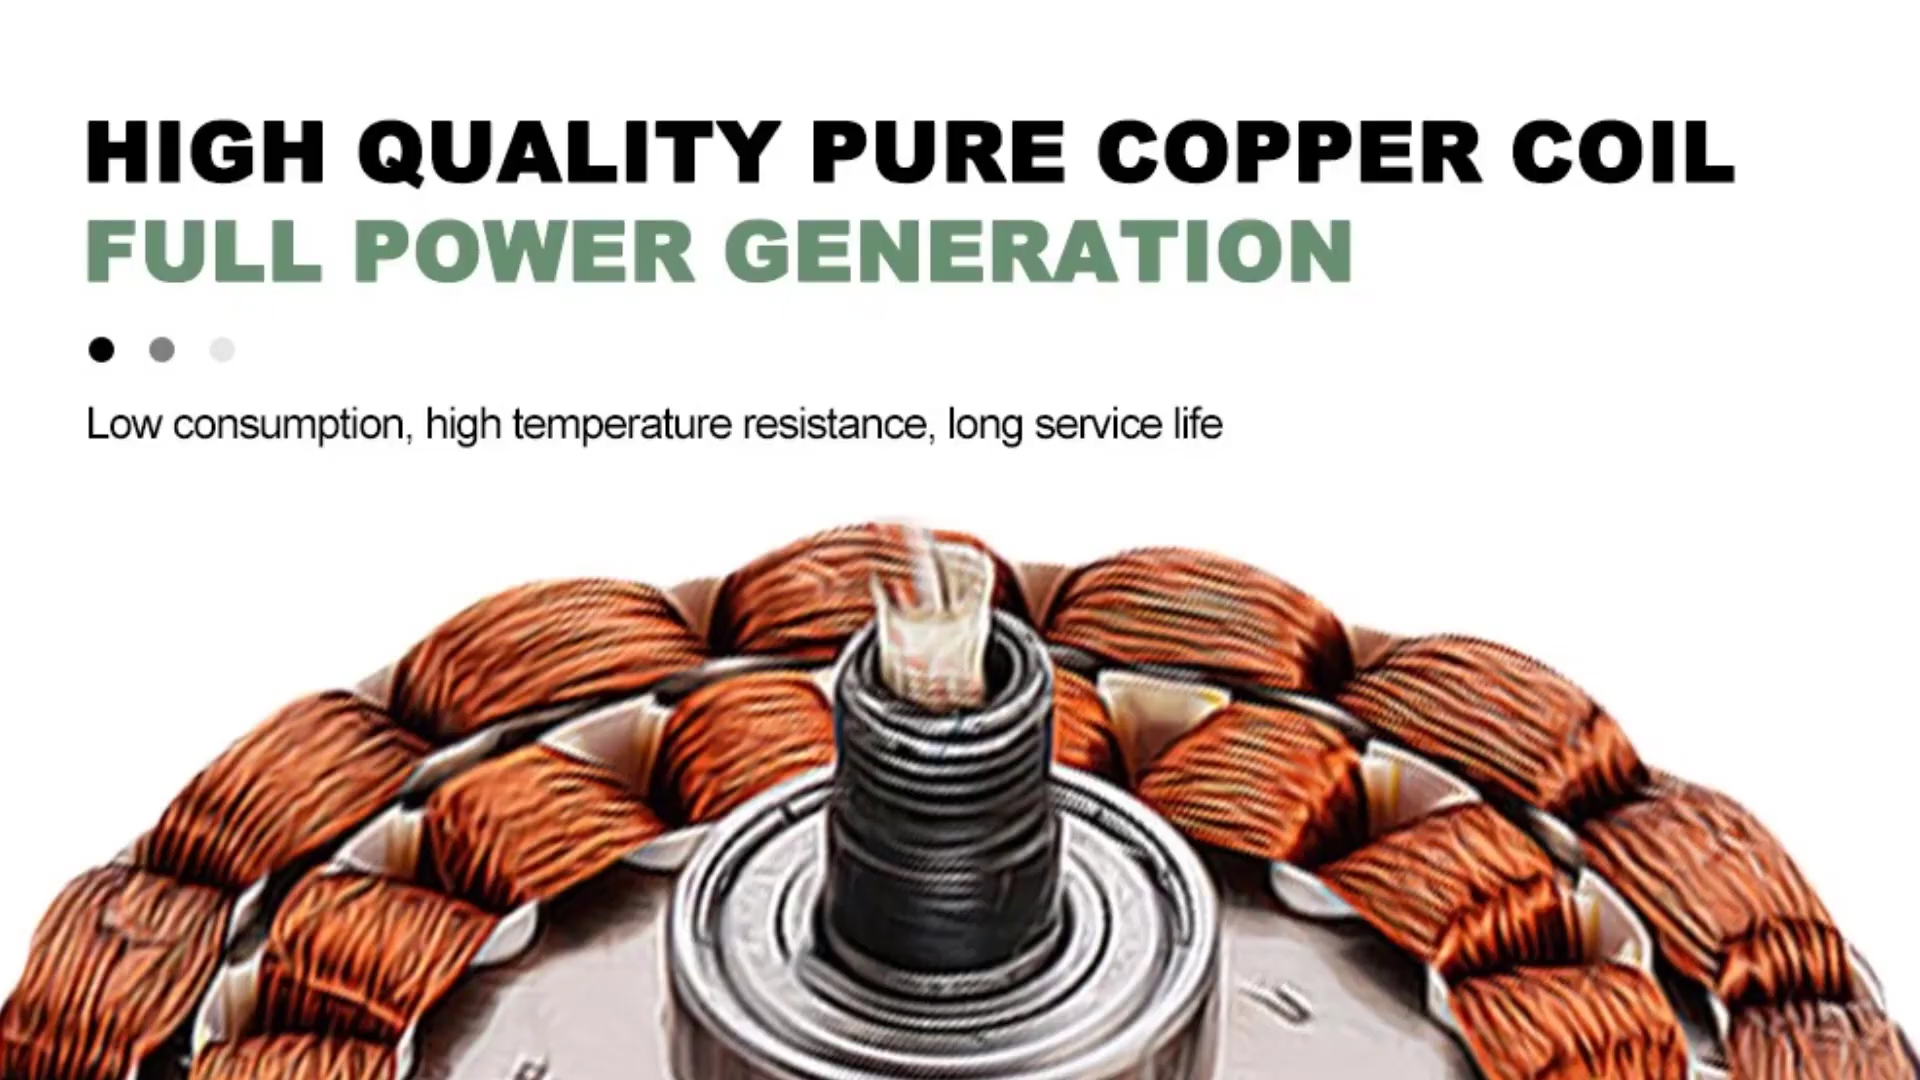 HIGH QUALITY PURE COPPER COIL
FULL POWER GENERATION
Low consumption, high temperature resistance, long service life